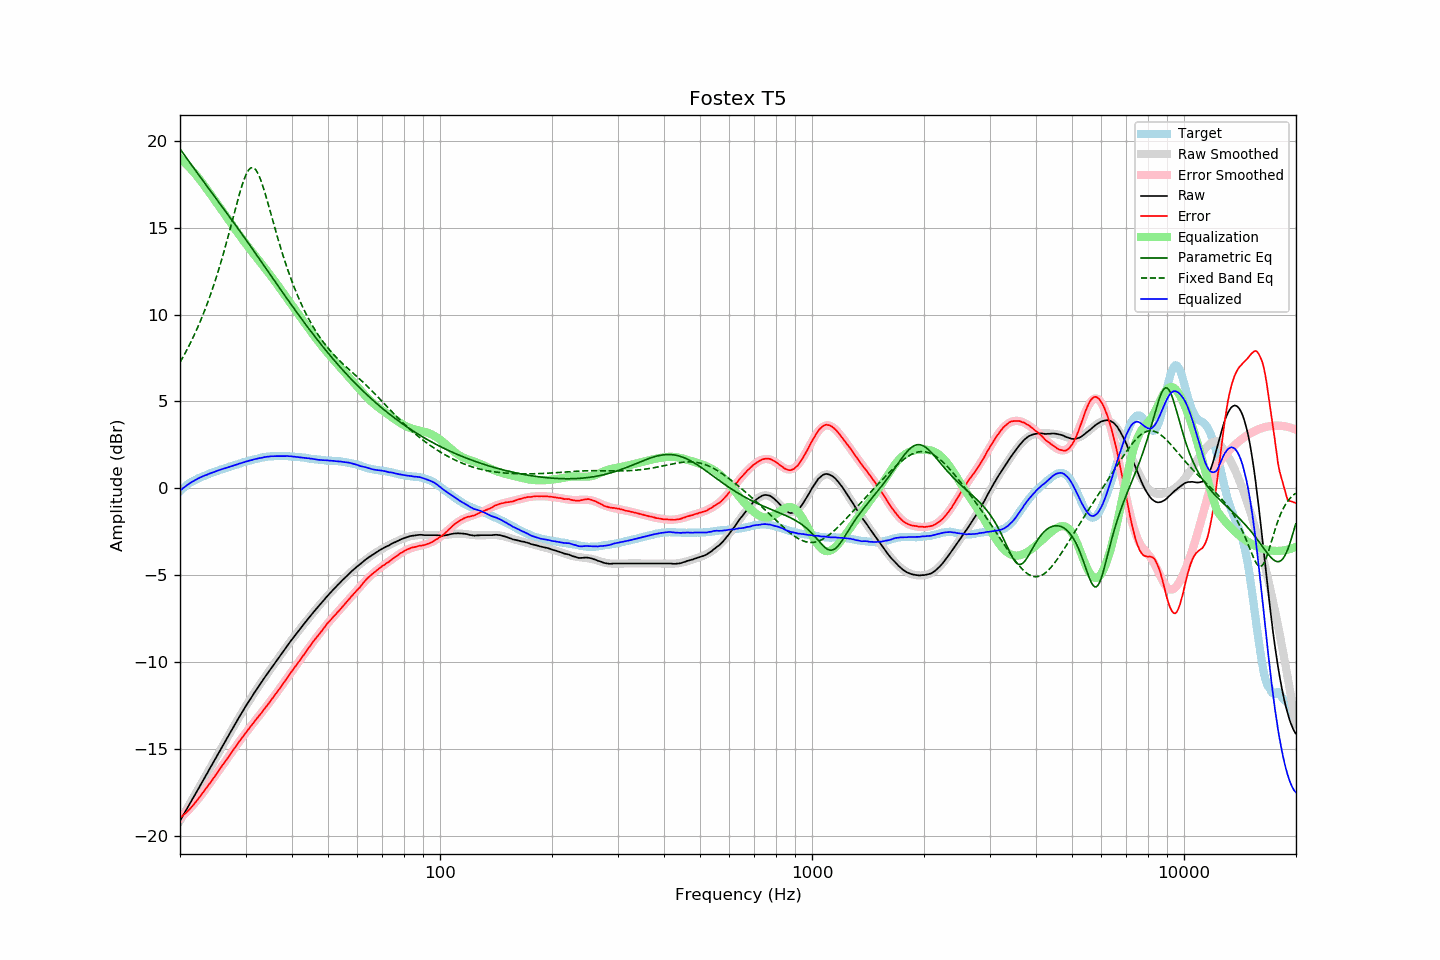 Fostex T5
Target
Raw Smoothed
Error Smoothed
Raw
Error
Equalization
Parametric Eq
Fixed Band Eq
Equalized
20
15
10
5
0
−5
−10
−15
−20
Amplitude (dBr)
100
1000
10000
Frequency (Hz)